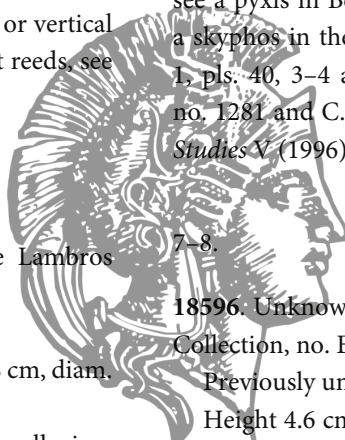 or vertical
t reeds, see
Lambros
cm, diam.
see a pyxis in
a skyphos in the
1, pls. 40, 3–4
no. 1281 and C.
Studies V (1996)
7–8.
18596. Unknow
Collection, no.
Previously un
Height 4.6 cm